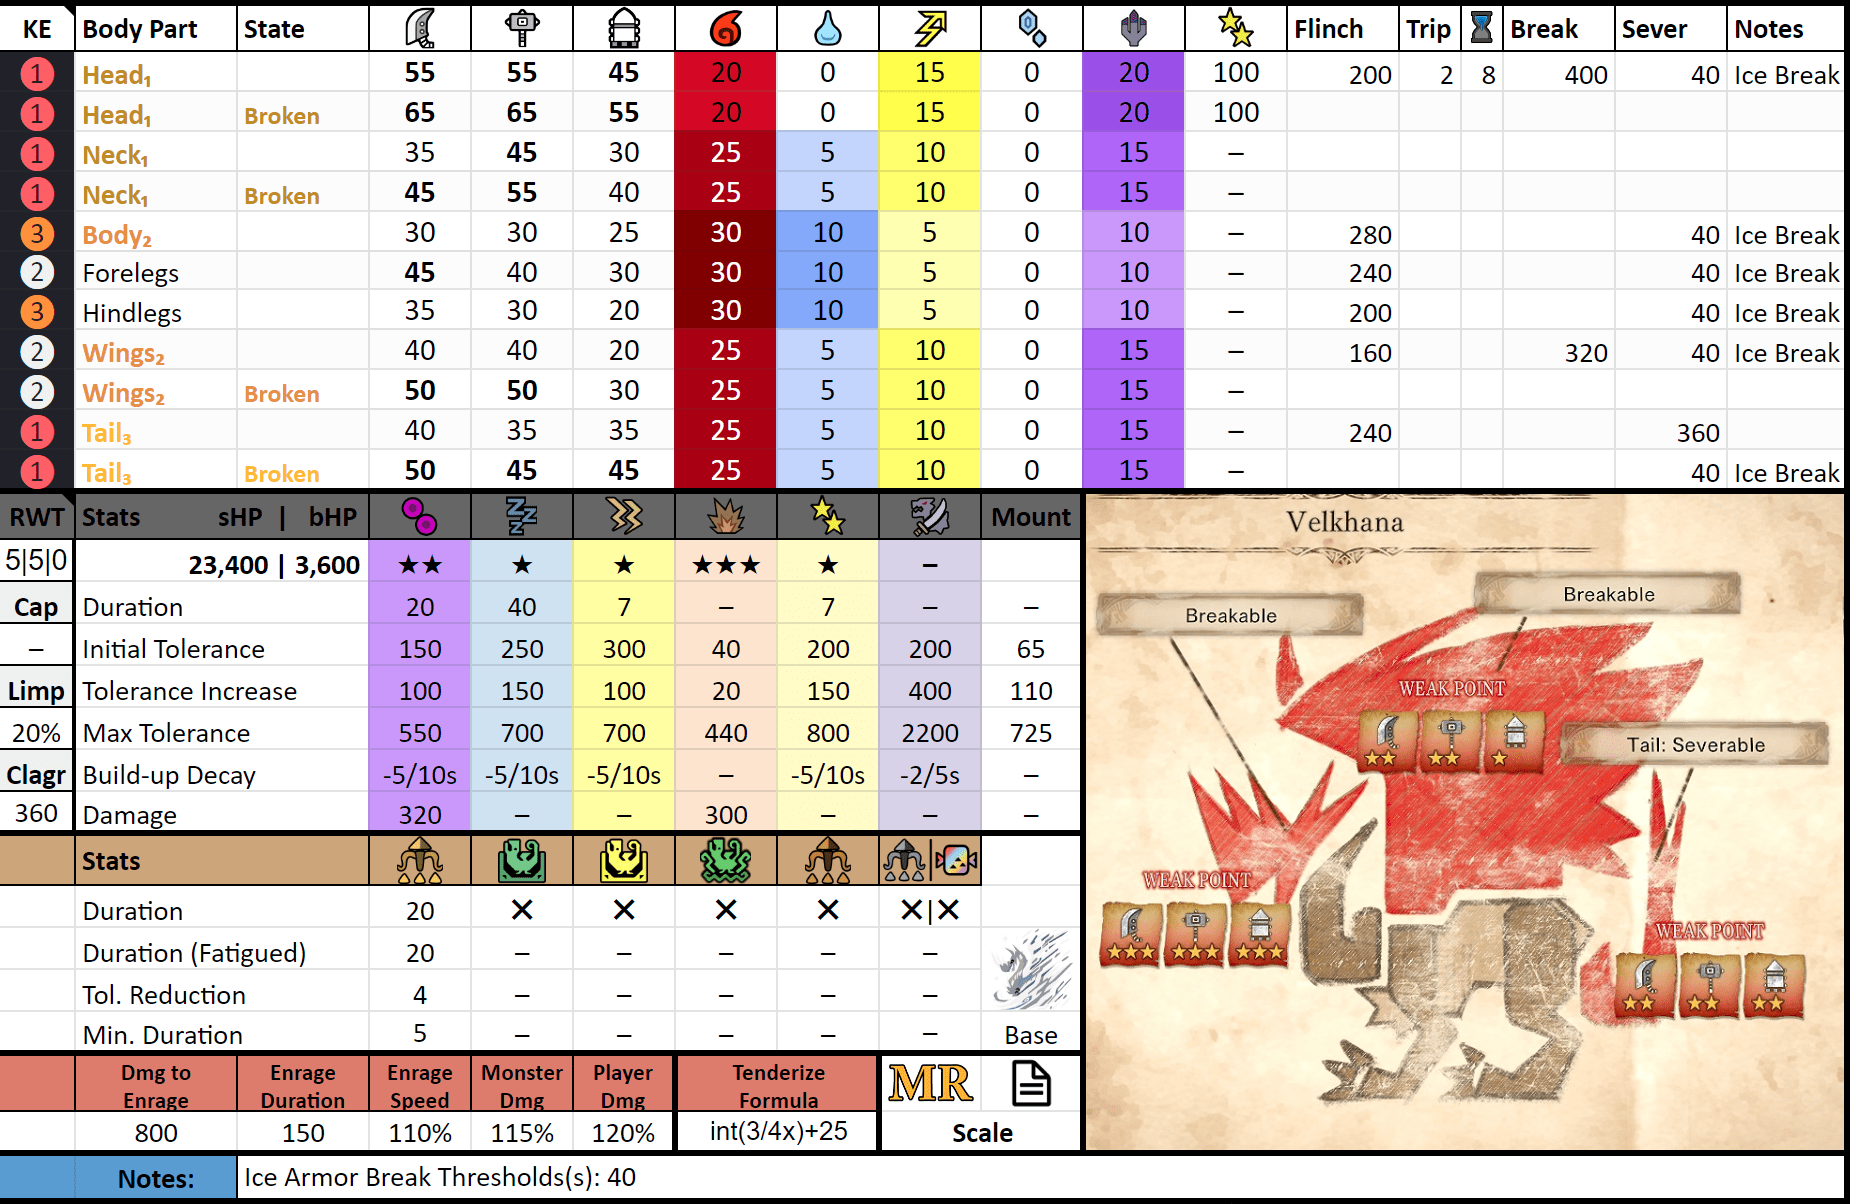 KE Body Part State Flinch Trip Break Sever Notes
1 Head₁ 55 55 45 20 0 15 0 20 100 200 2 8 400 40 Ice Break
1 Head₁ Broken 65 65 55 20 0 15 0 20 100
1 Neck₁ 35 45 30 25 5 10 0 15 –
1 Neck₁ Broken 45 55 40 25 5 10 0 15 –
3 Body₂ 30 30 25 30 10 5 0 10 – 280 40 Ice Break
2 Forelegs 45 40 30 30 10 5 0 10 – 240 40 Ice Break
3 Hindlegs 35 30 20 30 10 5 0 10 – 200 40 Ice Break
2 Wings₂ 40 40 20 25 5 10 0 15 – 160 320 40 Ice Break
2 Wings₂ Broken 50 50 30 25 5 10 0 15 –
1 Tail₃ 40 35 35 25 5 10 0 15 – 240 360
1 Tail₃ Broken 50 45 45 25 5 10 0 15 – 40 Ice Break
RWT Stats sHP | bHP Mount
5|5|0 23,400 | 3,600 ★★ ★ ★ ★★★ ★ –
Cap Duration 20 40 7 – 7 – –
– Initial Tolerance 150 250 300 40 200 200 65
Limp Tolerance Increase 100 150 100 20 150 400 110
20% Max Tolerance 550 700 700 440 800 2200 725
Clagr Build-up Decay -5/10s -5/10s -5/10s – -5/10s -2/5s –
360 Damage 320 – – 300 – – –
Stats
Duration 20 ✕ ✕ ✕ ✕ ✕|✕
Duration (Fatigued) 20 – – – – –
Tol. Reduction 4 – – – – –
Min. Duration 5 – – – – – Base
Dmg to Enrage Enrage Duration Enrage Speed Monster Dmg Player Dmg Tenderize Formula MR
800 150 110% 115% 120% int(3/4x)+25 Scale
Notes: Ice Armor Break Thresholds(s): 40
Velkhana
Breakable
Breakable
WEAK POINT
Tail: Severable
WEAK POINT
WEAK POINT